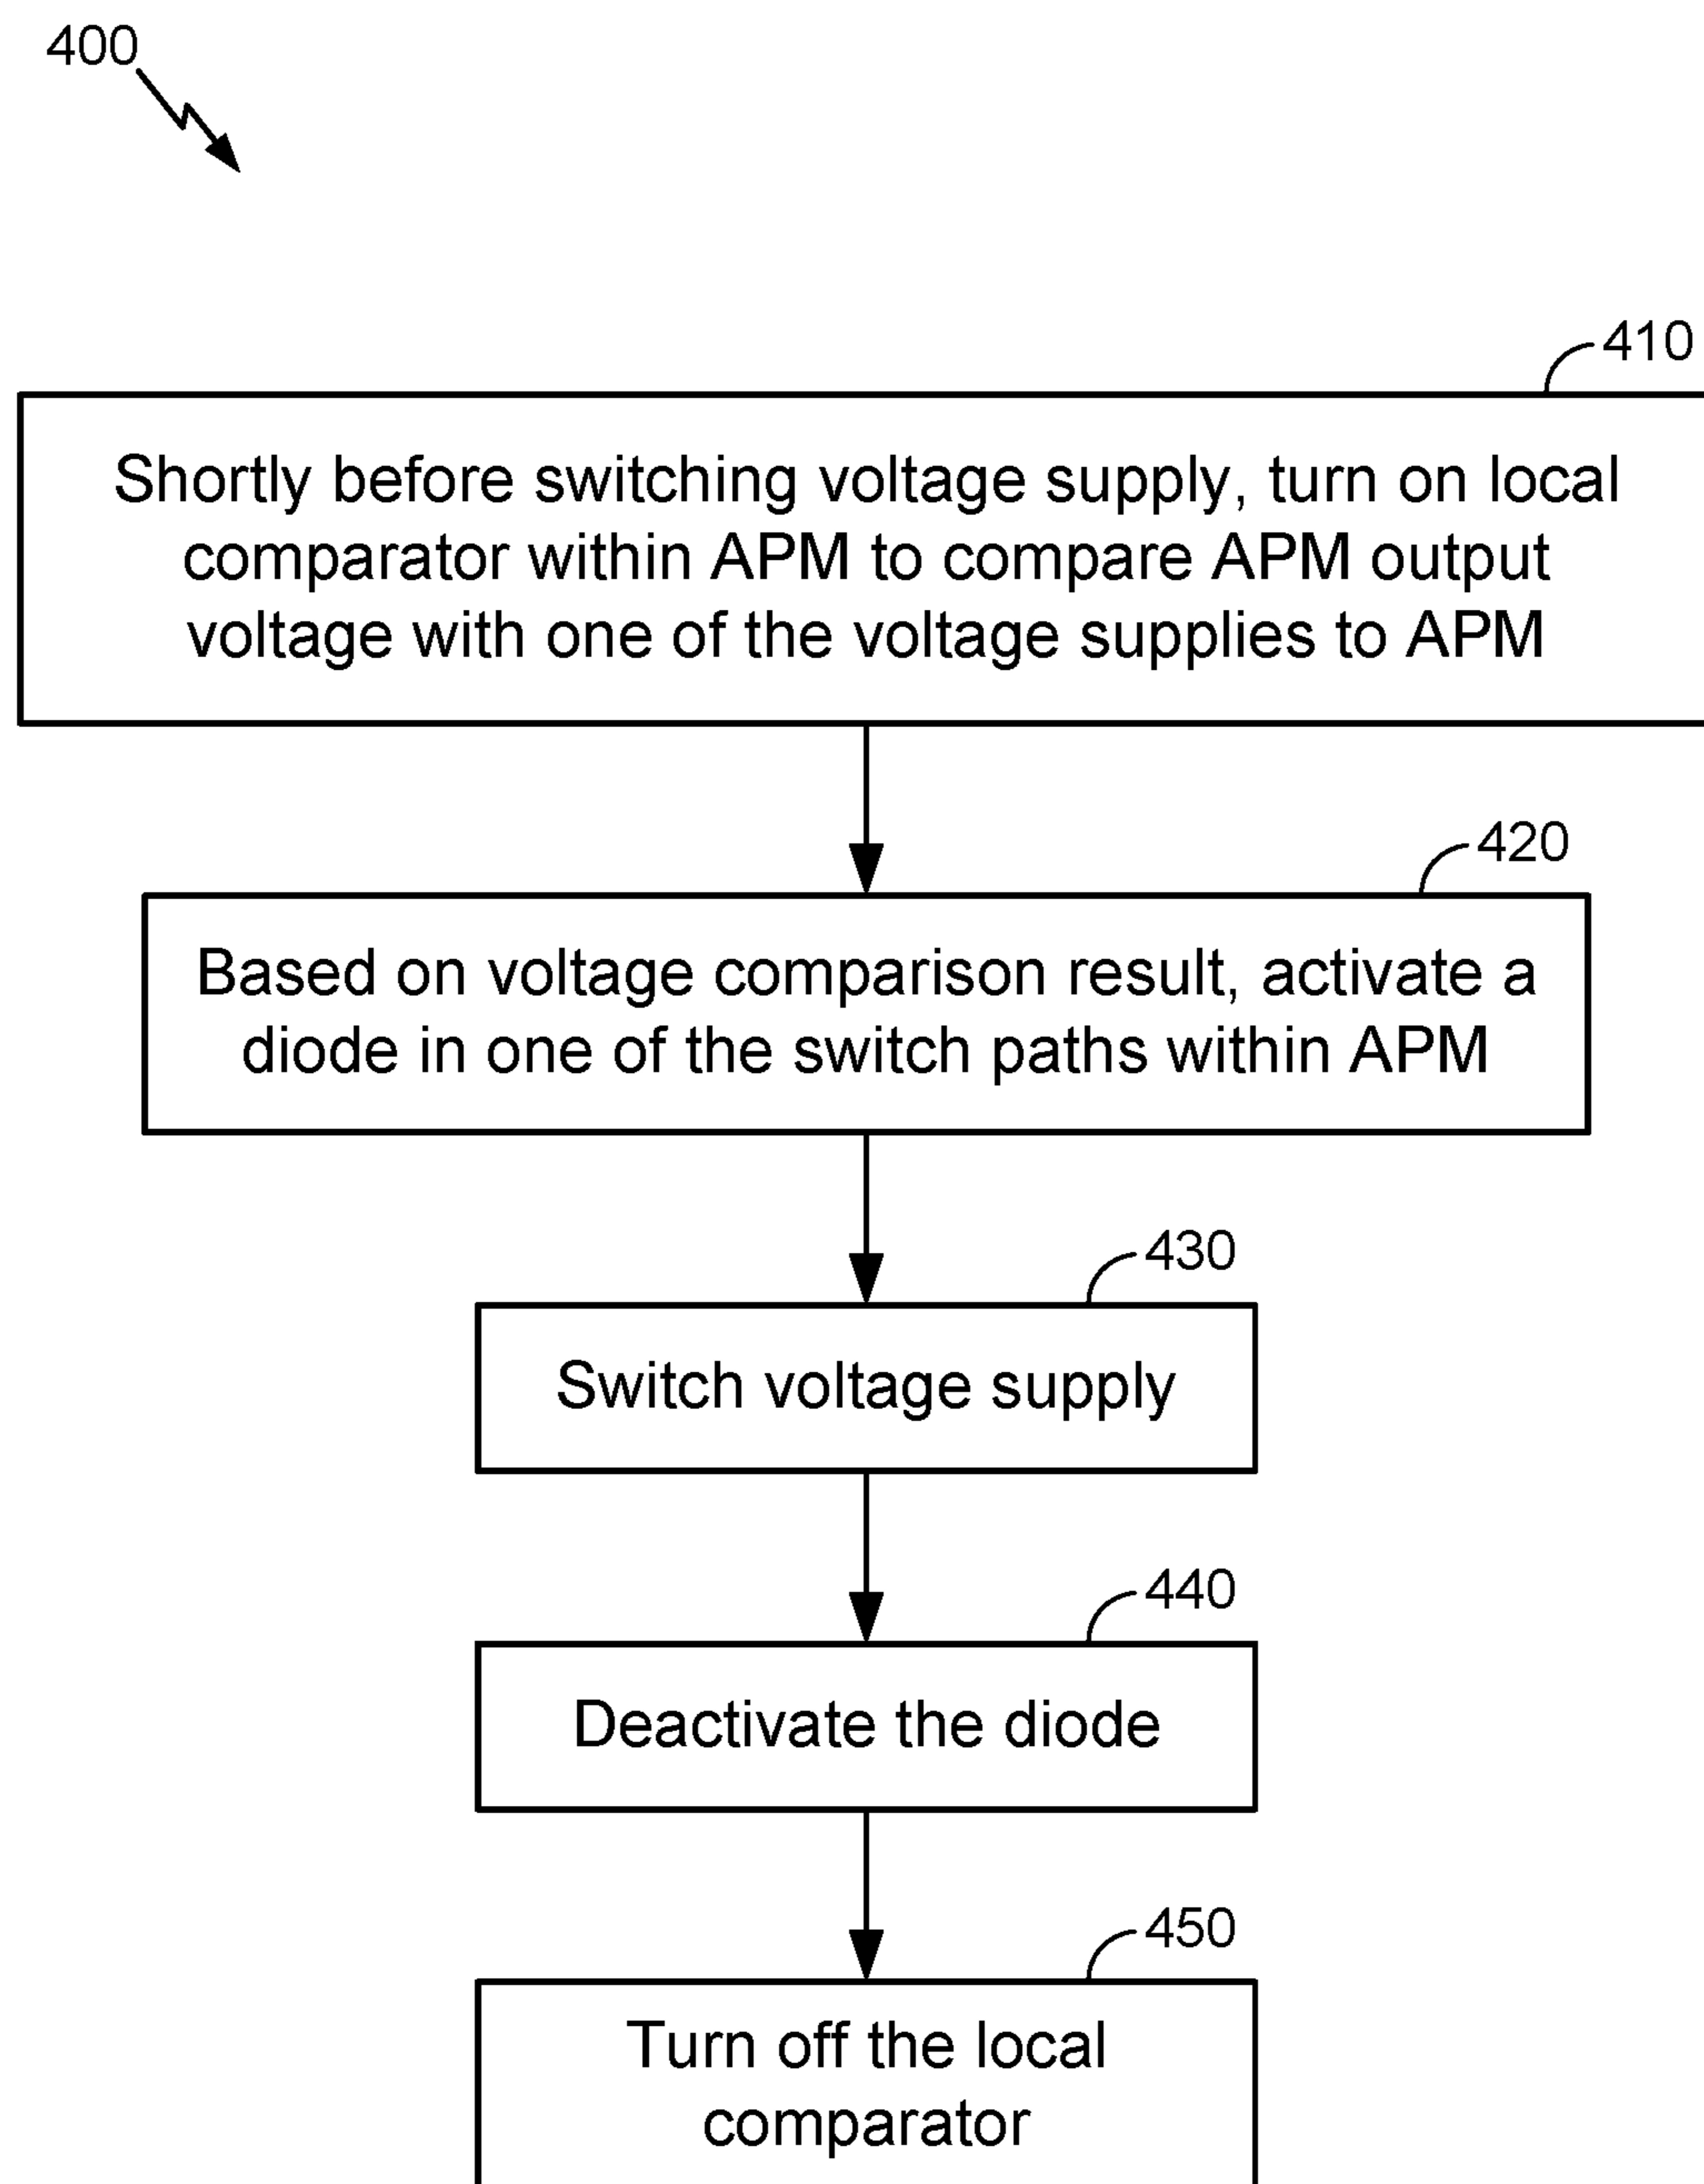 400
410
Shortly before switching voltage supply, turn on local
comparator within APM to compare APM output
voltage with one of the voltage supplies to APM
420
Based on voltage comparison result, activate a
diode in one of the switch paths within APM
430
Switch voltage supply
440
Deactivate the diode
450
Turn off the local
comparator